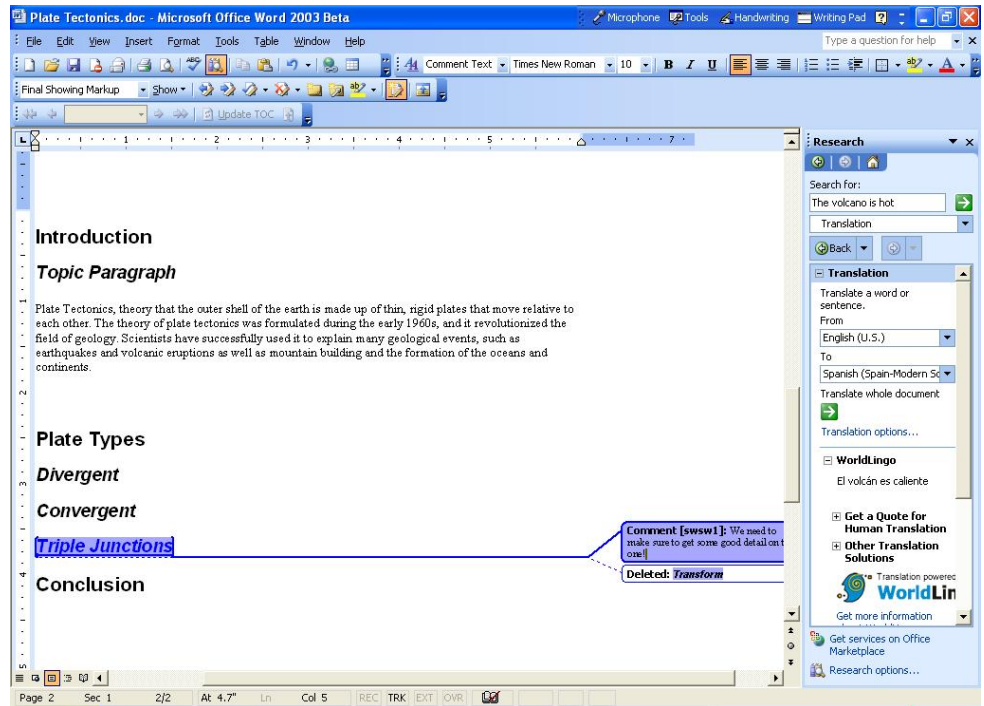 Plate Tectonics.doc - Microsoft Office Word 2003 Beta
Microphone Tools Handwriting Writing Pad
File Edit View Insert Format Tools Table Window Help
Type a question for help
Comment Text Times New Roman 10 B I U
Final Showing Markup Show
Update TOC
1 2 3 4 5 7
Introduction
Topic Paragraph
Plate Tectonics, theory that the outer shell of the earth is made up of thin, rigid plates that move relative to
each other. The theory of plate tectonics was formulated during the early 1960s, and it revolutionized the
field of geology. Scientists have successfully used it to explain many geological events, such as
earthquakes and volcanic eruptions as well as mountain building and the formation of the oceans and
continents.
Plate Types
Divergent
Convergent
Triple Junctions
Conclusion
Comment [swsw1]: We need to
make sure to get some good detail on t
one!
Deleted: Transform
Research
Search for:
The volcano is hot
Translation
Back
Translation
Translate a word or
sentence.
From
English (U.S.)
To
Spanish (Spain-Modern Sc
Translate whole document
Translation options...
WorldLingo
El volcán es caliente
Get a Quote for
Human Translation
Other Translation
Solutions
Translation powered
WorldLin
Get more information
Get services on Office
Marketplace
Research options...
Page 2 Sec 1 2/2 At 4.7" Ln Col 5 REC TRK EXT OVR